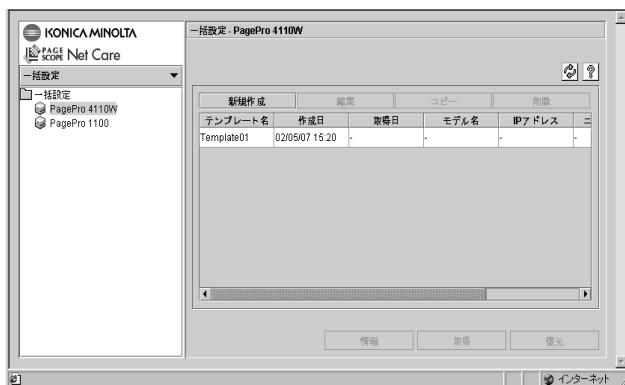 KONICA MINOLTA
PAGE SCOPE Net Care
一括設定
一括設定
PagePro 4110W
PagePro 1100
一括設定 - PagePro 4110W
新規作成 編集 コピー 削除
テンプレート名 作成日 取得日 モデル名 IPアドレス ニ
Template01 02/05/07 15:20 - - - -
情報 取得 復元
インターネット